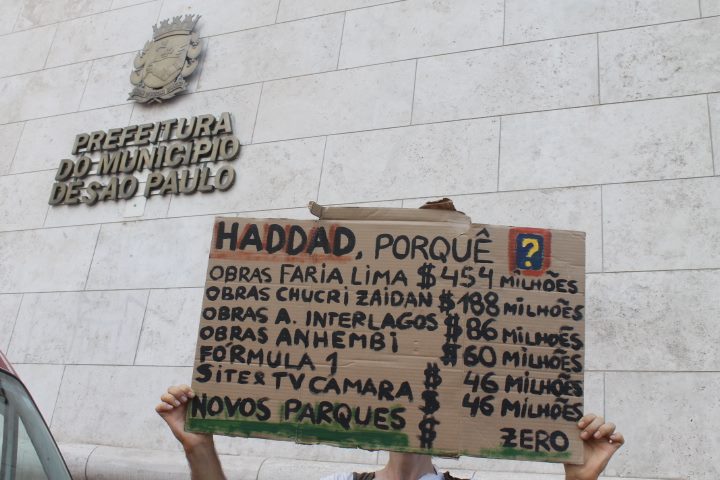 PREFEITURA
DO MUNICÍPIO
DE SÃO PAULO
HADDAD, PORQUÊ ?
OBRAS FARIA LIMA $ 454 MILHÕES
OBRAS CHUCRI ZAIDAN $ 188 MILHÕES
OBRAS A. INTERLAGOS $ 86 MILHÕES
OBRAS ANHEMBI $ 60 MILHÕES
FÓRMULA 1 $ 46 MILHÕES
SITE & TV CAMARA $ 46 MILHÕES
NOVOS PARQUES $ ZERO